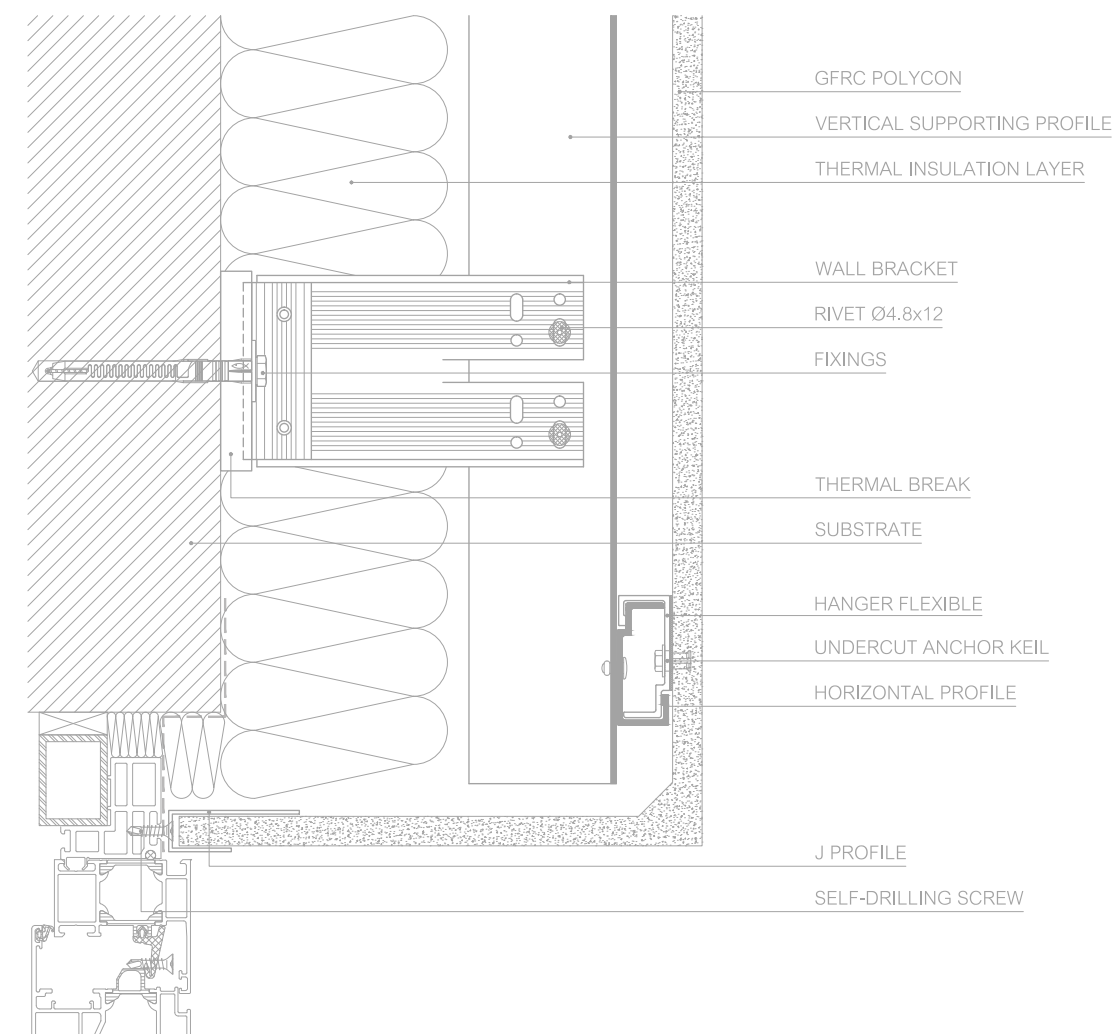 GFRC POLYCON
VERTICAL SUPPORTING PROFILE
THERMAL INSULATION LAYER
WALL BRACKET
RIVET Ø4.8x12
FIXINGS
THERMAL BREAK
SUBSTRATE
HANGER FLEXIBLE
UNDERCUT ANCHOR KEIL
HORIZONTAL PROFILE
J PROFILE
SELF-DRILLING SCREW